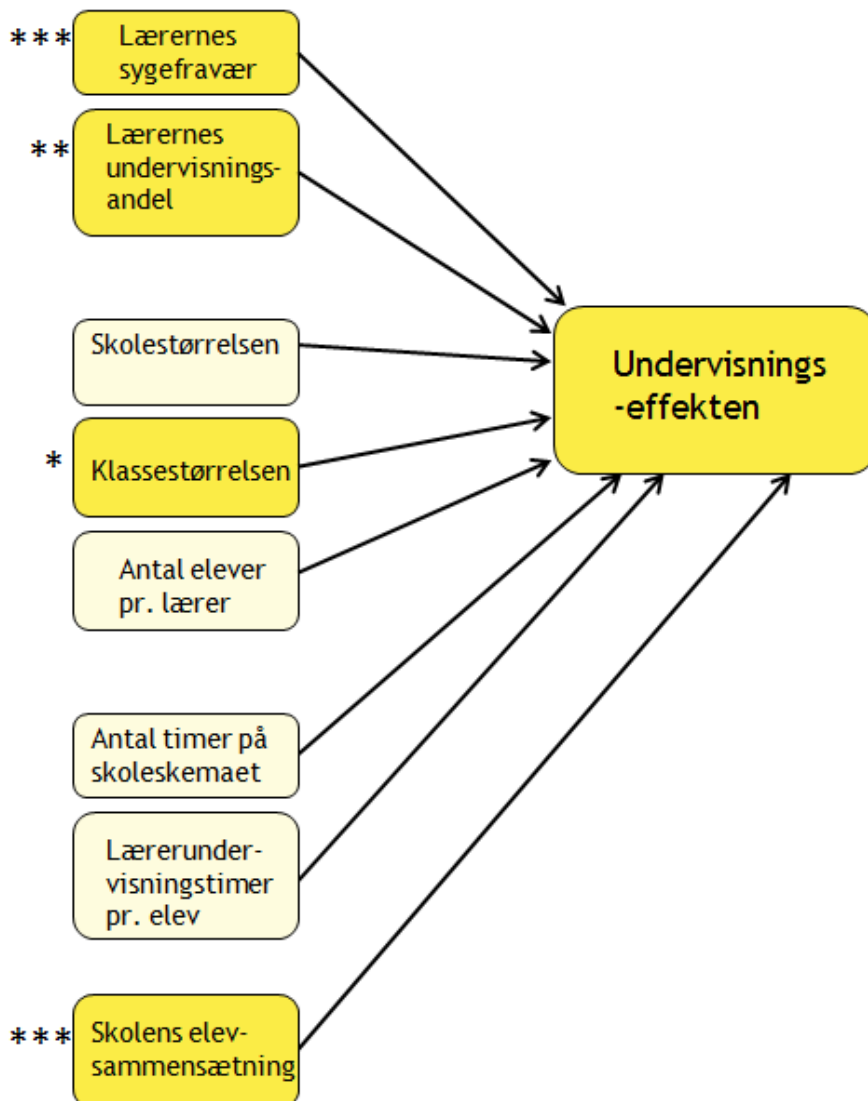 *** Lærernes
sygefravær
** Lærernes
undervisnings-
andel
Skolestørrelsen
* Klassestørrelsen
Antal elever
pr. lærer
Antal timer på
skoleskemaet
Lærerunder-
visningstimer
pr. elev
*** Skolens elev-
sammensætning
Undervisnings
-effekten